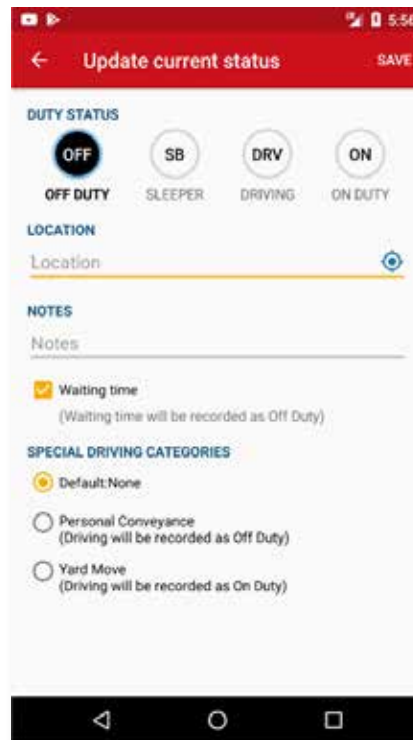 5:56
Update current status SAVE
DUTY STATUS
OFF SB DRV ON
OFF DUTY SLEEPER DRIVING ON DUTY
LOCATION
Location
NOTES
Notes
Waiting time
(Waiting time will be recorded as Off Duty)
SPECIAL DRIVING CATEGORIES
Default:None
Personal Conveyance
(Driving will be recorded as Off Duty)
Yard Move
(Driving will be recorded as On Duty)